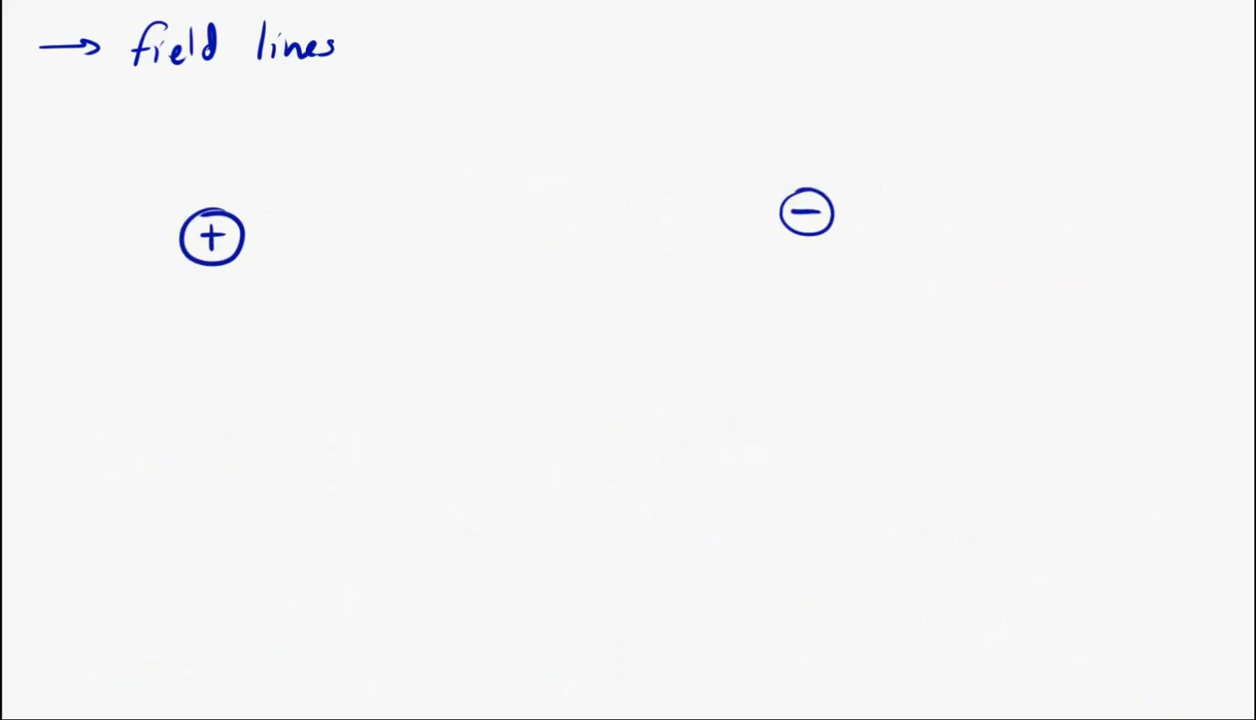 → field lines
+ −